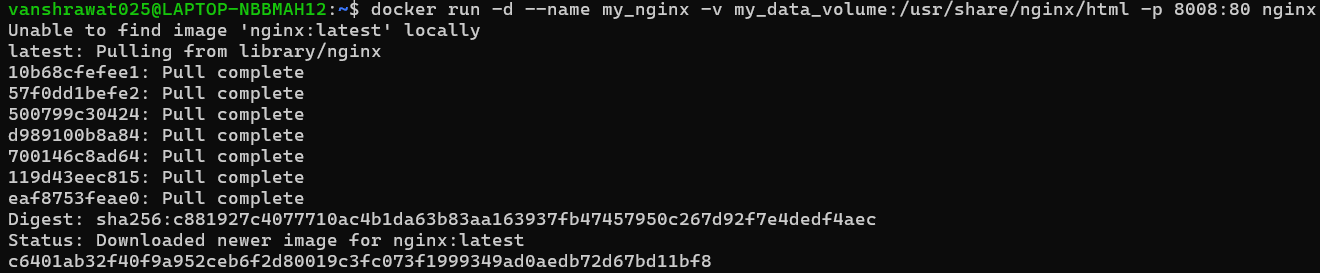 vanshrawat025@LAPTOP-NBBMAH12:~$ docker run -d --name my_nginx -v my_data_volume:/usr/share/nginx/html -p 8008:80 nginx
Unable to find image 'nginx:latest' locally
latest: Pulling from library/nginx
10b68cfefee1: Pull complete
57f0dd1befe2: Pull complete
500799c30424: Pull complete
d989100b8a84: Pull complete
700146c8ad64: Pull complete
119d43eec815: Pull complete
eaf8753feae0: Pull complete
Digest: sha256:c881927c4077710ac4b1da63b83aa163937fb47457950c267d92f7e4dedf4aec
Status: Downloaded newer image for nginx:latest
c6401ab32f40f9a952ceb6f2d80019c3fc073f1999349ad0aedb72d67bd11bf8